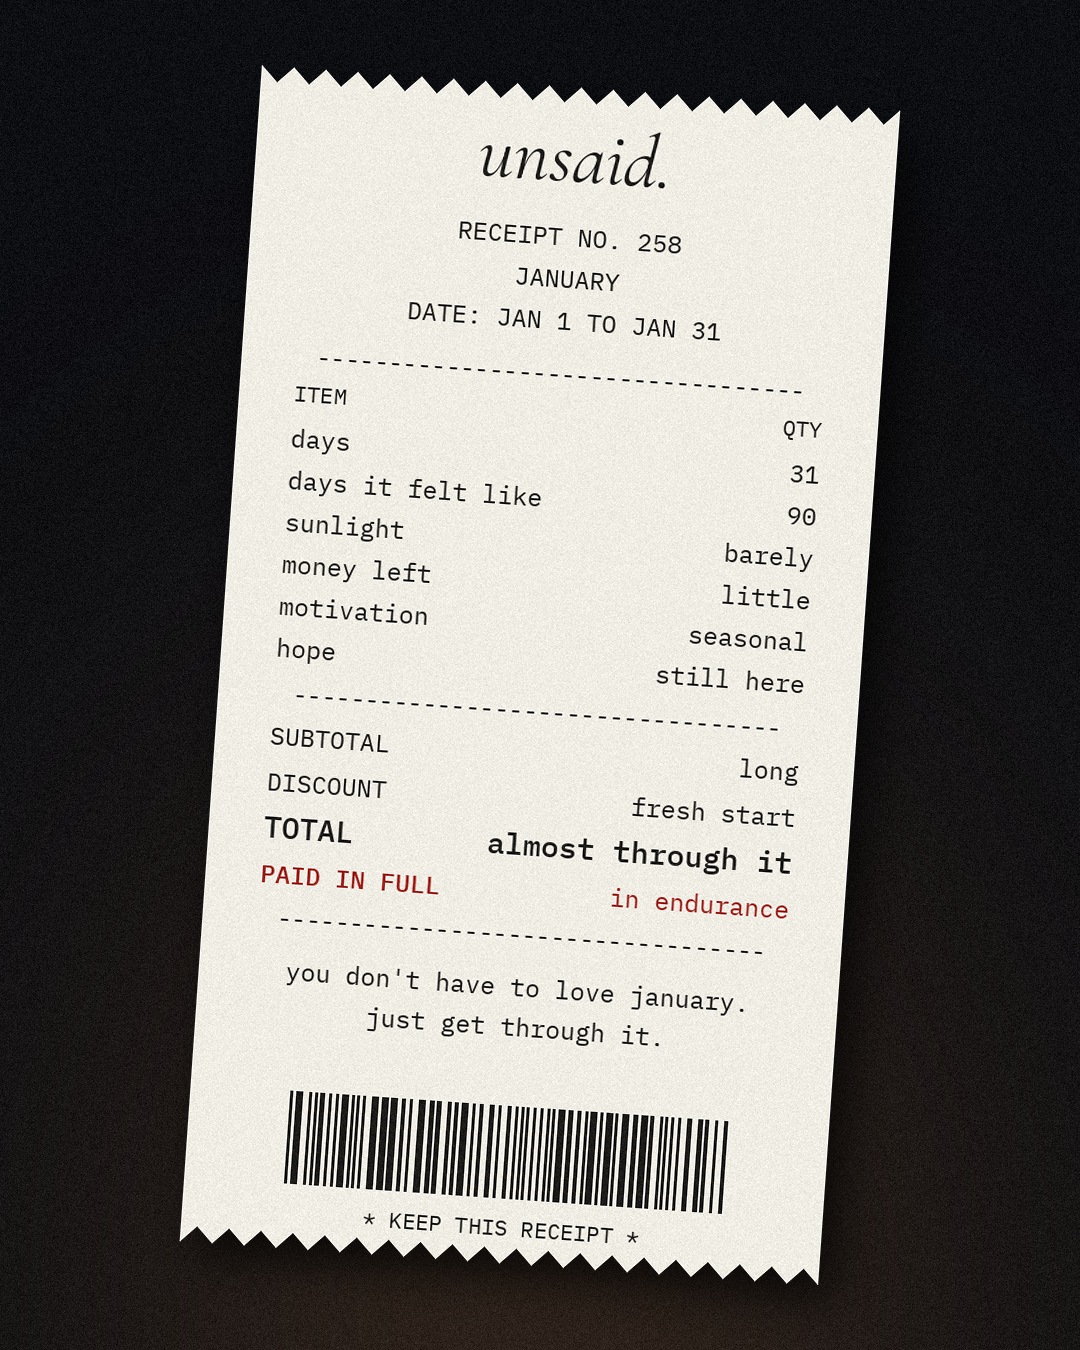 unsaid.
RECEIPT NO. 258
JANUARY
DATE: JAN 1 TO JAN 31
---------------------------------
ITEM QTY
days 31
days it felt like 90
sunlight barely
money left little
motivation seasonal
hope still here
---------------------------------
SUBTOTAL long
DISCOUNT fresh start
TOTAL almost through it
PAID IN FULL in endurance
---------------------------------
you don't have to love january.
just get through it.
* KEEP THIS RECEIPT *